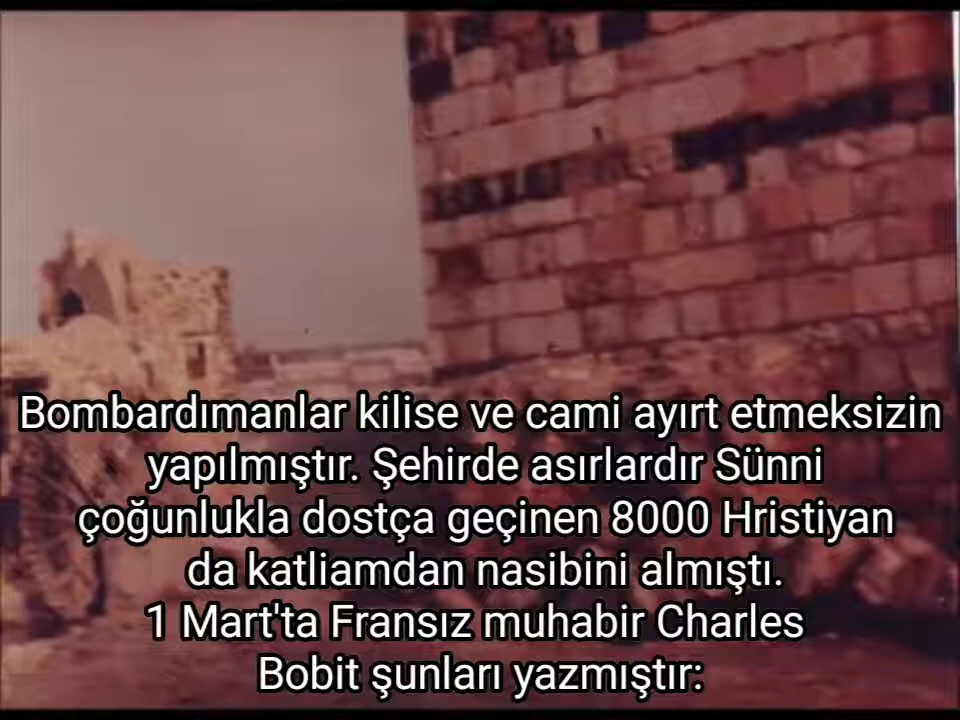 Bombardımanlar kilise ve cami ayırt etmeksizin
yapılmıştır. Şehirde asırlardır Sünni
çoğunlukla dostça geçinen 8000 Hristiyan
da katliamdan nasibini almıştı.
1 Mart'ta Fransız muhabir Charles
Bobit şunları yazmıştır: